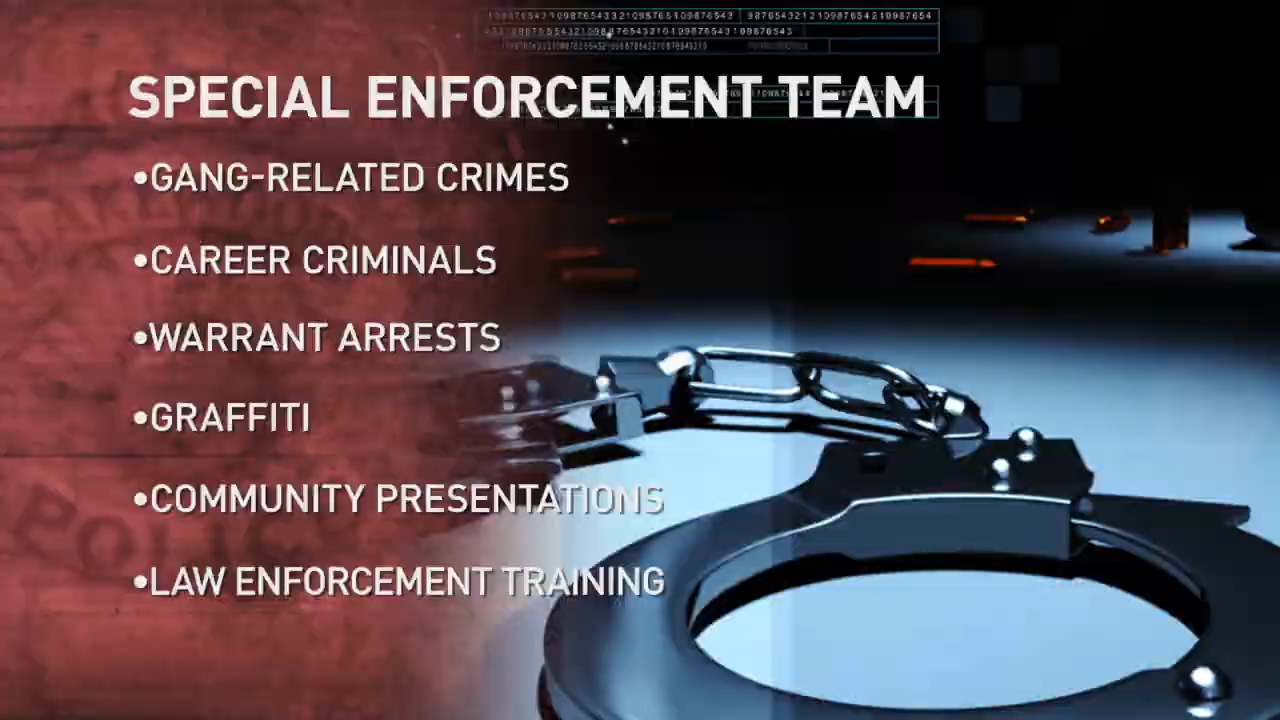 SPECIAL ENFORCEMENT TEAM
•GANG-RELATED CRIMES
•CAREER CRIMINALS
•WARRANT ARRESTS
•GRAFFITI
•COMMUNITY PRESENTATIONS
•LAW ENFORCEMENT TRAINING